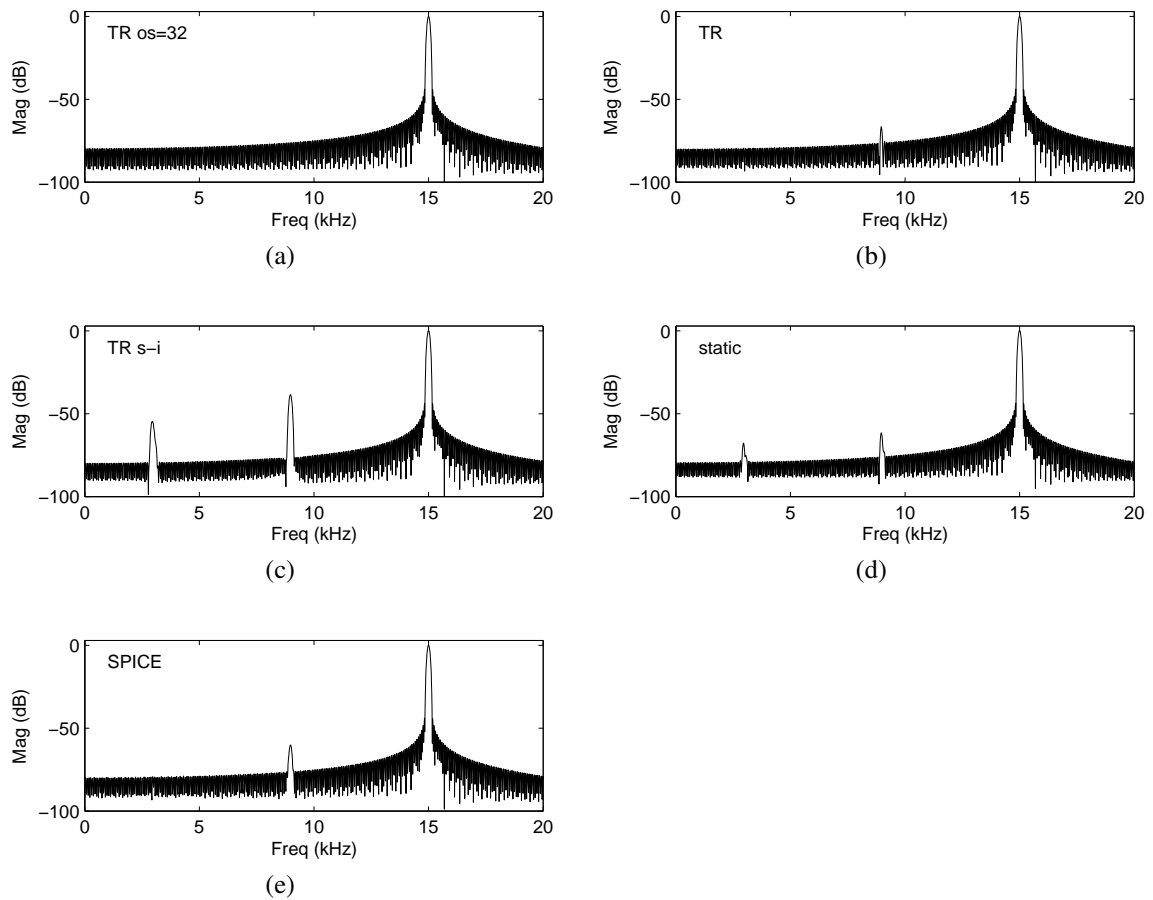 TR os=32
0
−50
−100
Mag (dB)
0 5 10 15 20
Freq (kHz)
(a)
TR
0
−50
−100
Mag (dB)
0 5 10 15 20
Freq (kHz)
(b)
TR s−i
0
−50
−100
Mag (dB)
0 5 10 15 20
Freq (kHz)
(c)
static
0
−50
−100
Mag (dB)
0 5 10 15 20
Freq (kHz)
(d)
SPICE
0
−50
−100
Mag (dB)
0 5 10 15 20
Freq (kHz)
(e)